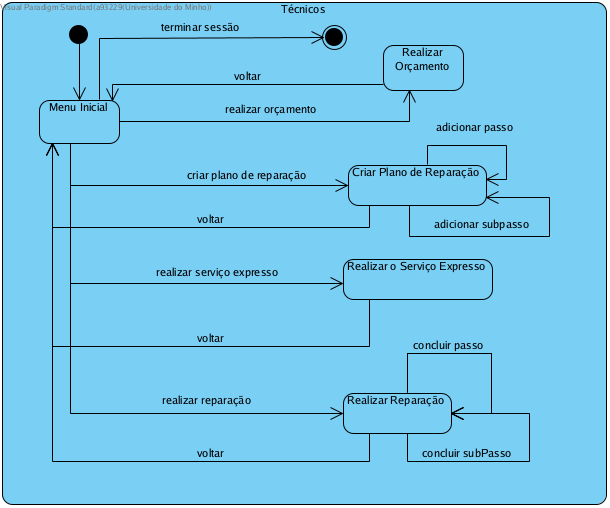 Visual Paradigm Standard(a93229(Universidade do Minho))
Técnicos
terminar sessão
Realizar
Orçamento
voltar
Menu Inicial
realizar orçamento
adicionar passo
criar plano de reparação
Criar Plano de Reparação
voltar
adicionar subpasso
realizar serviço expresso
Realizar o Serviço Expresso
voltar
concluir passo
realizar reparação
Realizar Reparação
voltar
concluir subPasso